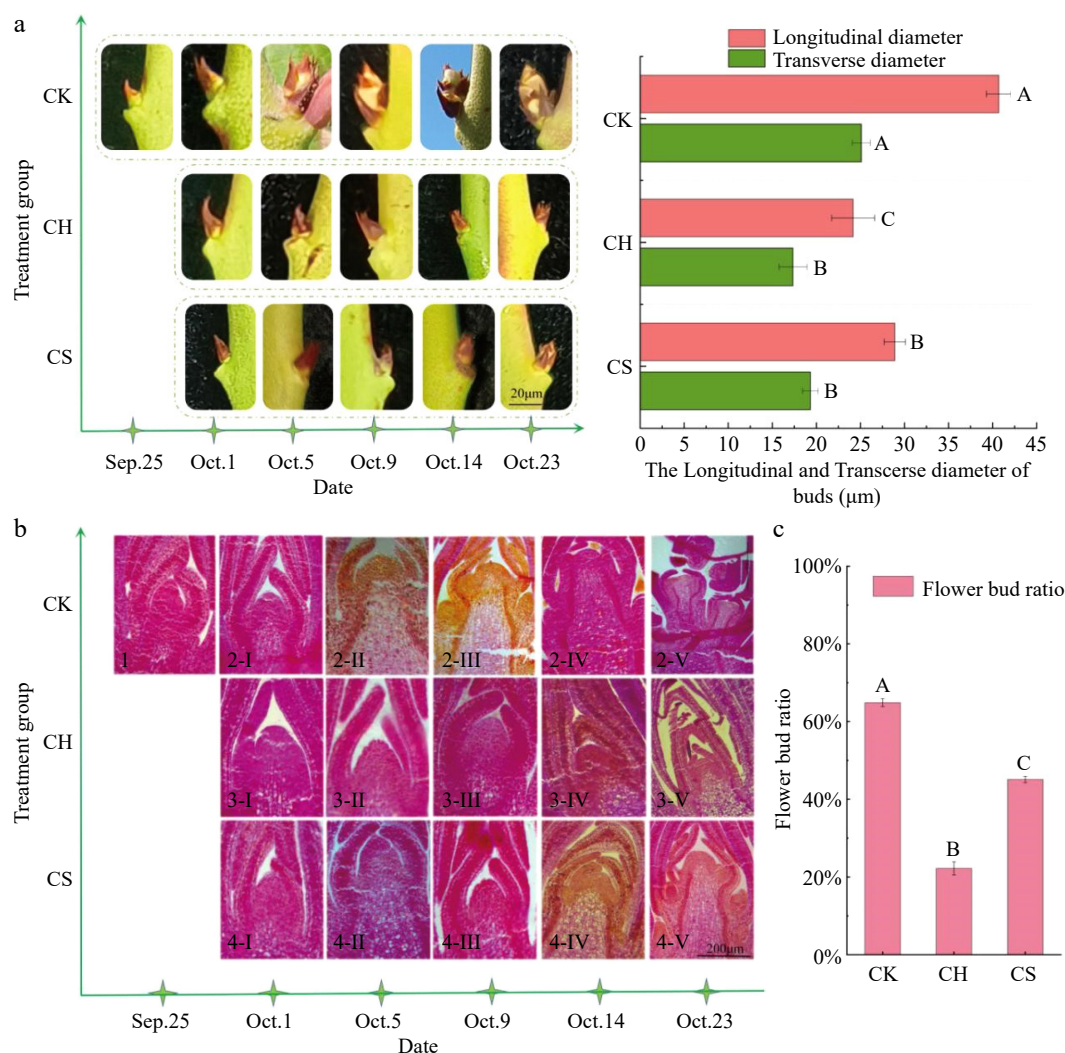 a
Treatment group
CK
CH
CS
20μm
Sep.25 Oct.1 Oct.5 Oct.9 Oct.14 Oct.23
Date
Longitudinal diameter
Transverse diameter
CK
A
A
CH
C
B
CS
B
B
0 5 10 15 20 25 30 35 40 45
The Longitudinal and Transcerse diameter of
buds (μm)
b
Treatment group
CK
1 2-I 2-II 2-III 2-IV 2-V
CH
3-I 3-II 3-III 3-IV 3-V
CS
4-I 4-II 4-III 4-IV 4-V
200μm
Sep.25 Oct.1 Oct.5 Oct.9 Oct.14 Oct.23
Date
c
Flower bud ratio
Flower bud ratio
100%
80%
60%
40%
20%
0%
A
B
C
CK CH CS